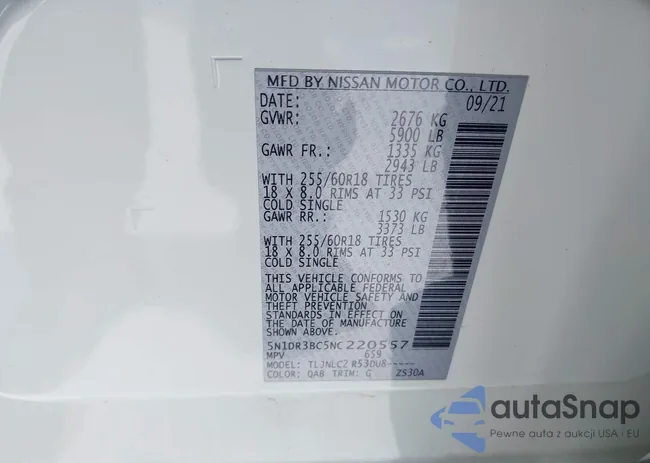 MFD BY NISSAN MOTOR CO., LTD.
DATE: 09/21
GVWR: 2676 KG
5900 LB
GAWR FR.: 1335 KG
2943 LB
WITH 255/60R18 TIRES
18 X 8.0 RIMS AT 33 PSI
COLD SINGLE
GAWR RR.: 1530 KG
3373 LB
WITH 255/60R18 TIRES
18 X 8.0 RIMS AT 33 PSI
COLD SINGLE
THIS VEHICLE CONFORMS TO
ALL APPLICABLE FEDERAL
MOTOR VEHICLE SAFETY AND
THEFT PREVENTION
STANDARDS IN EFFECT ON
THE DATE OF MANUFACTURE
SHOWN ABOVE.
5N1DR3BC5NC220557
MPV 659
MODEL: TLJNLC2 R53DU8-----
COLOR: QAB TRIM: G ZS30A
autaSnap
Pewne auta z aukcji USA i EU